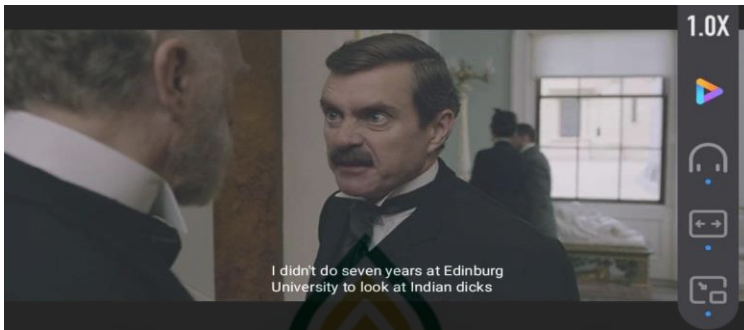 1.0X
I didn't do seven years at Edinburg
University to look at Indian dicks